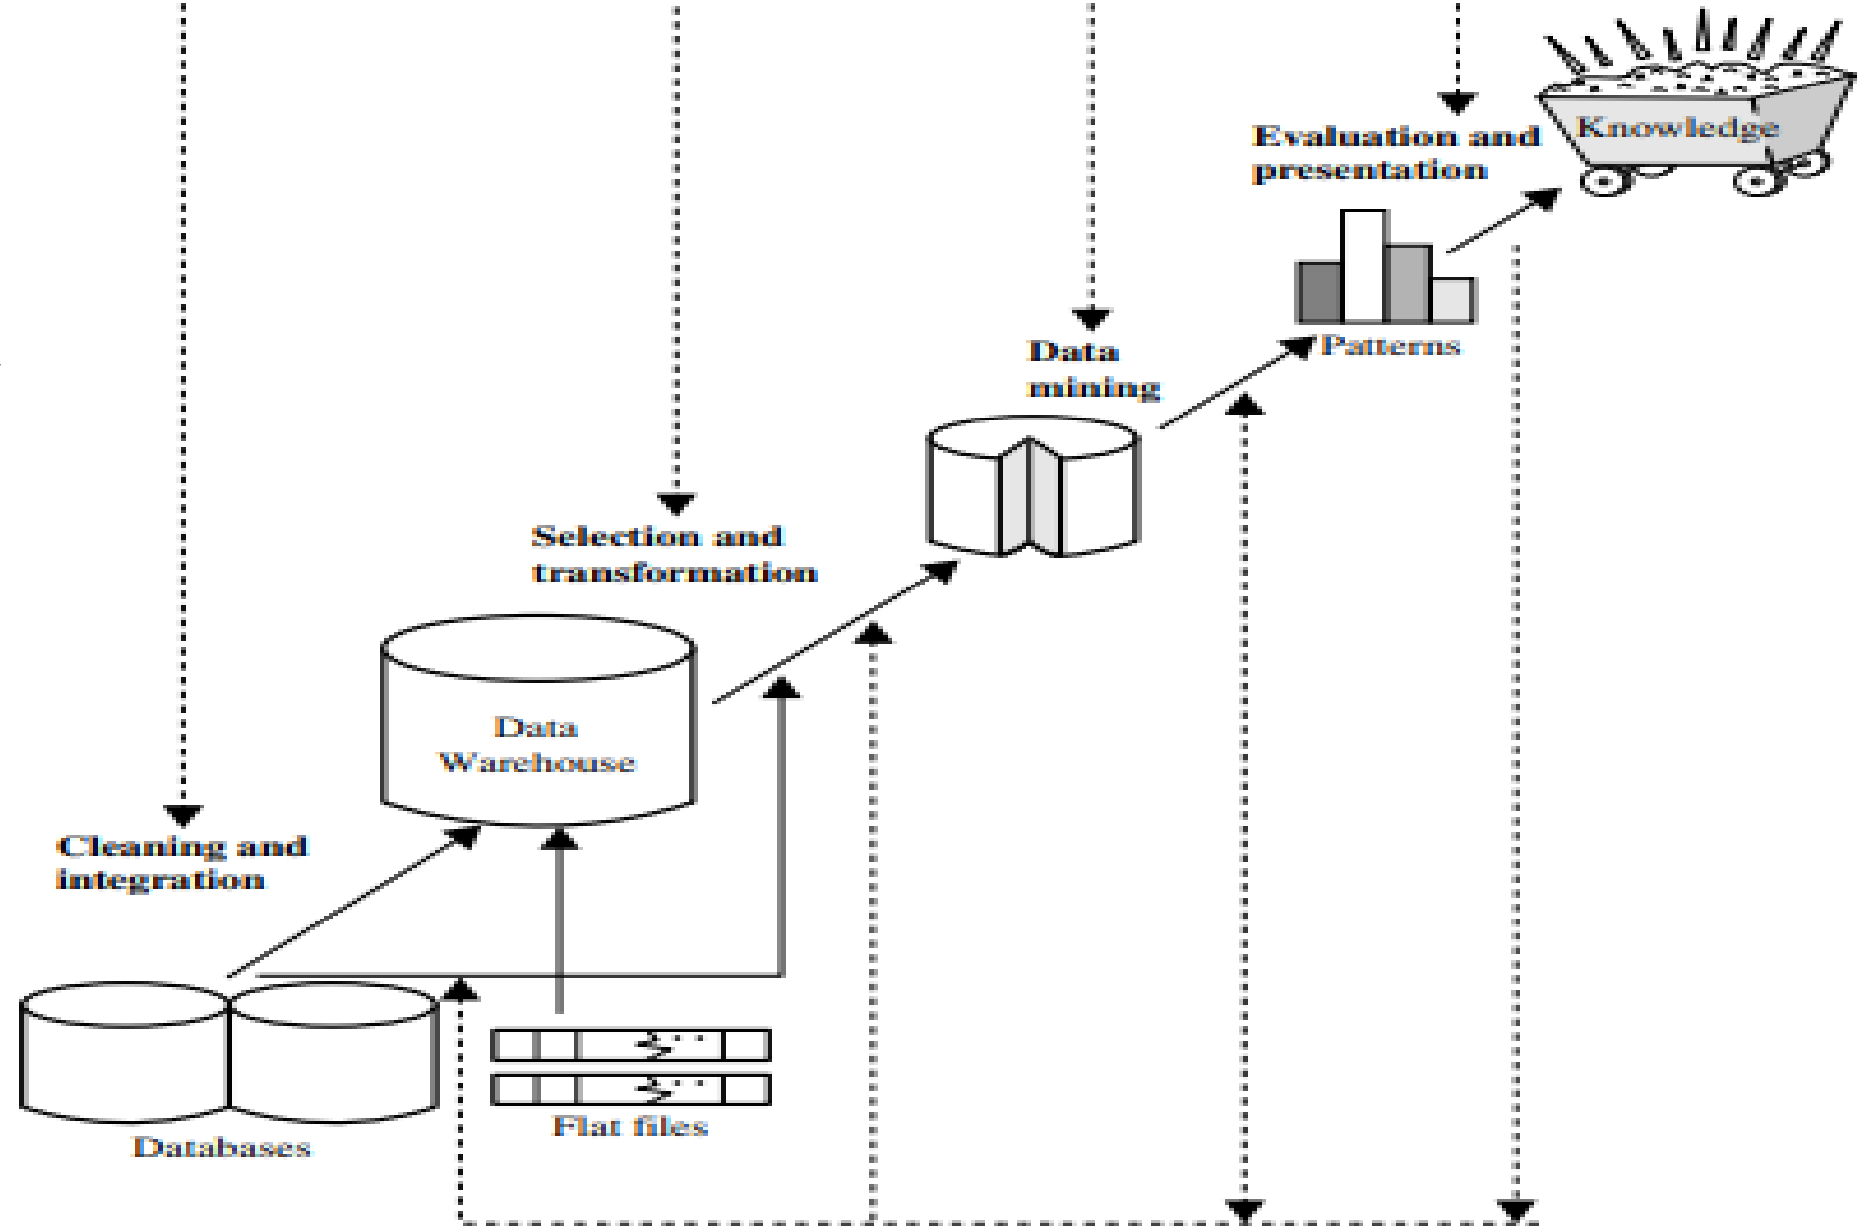 Knowledge
Evaluation and
presentation
Patterns
Data
mining
Selection and
transformation
Data
Warehouse
Cleaning and
integration
Flat files
Databases